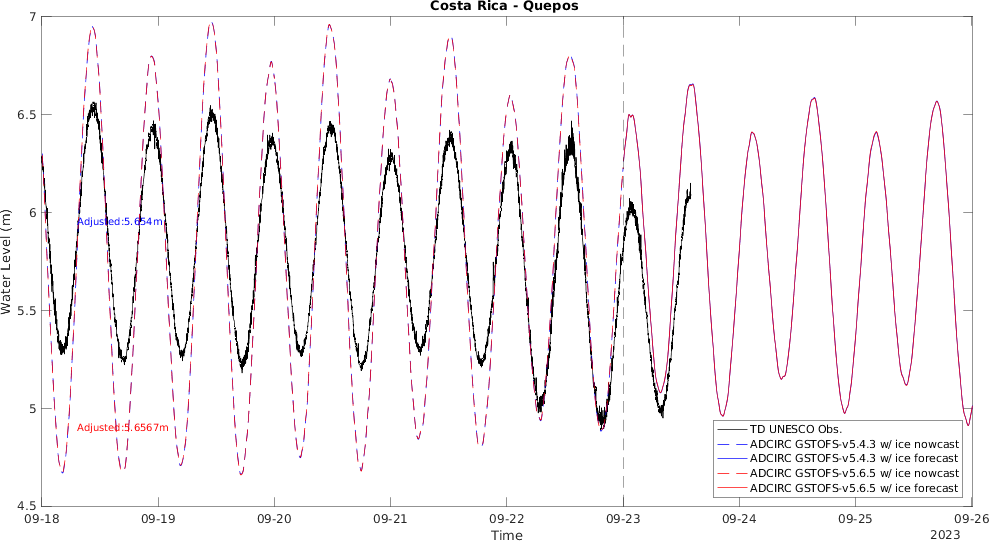 Costa Rica - Quepos
7
6.5
6
5.5
5
4.5
Water Level (m)
Adjusted:5.654m
Adjusted:5.6567m
TD UNESCO Obs.
ADCIRC GSTOFS-v5.4.3 w/ ice nowcast
ADCIRC GSTOFS-v5.4.3 w/ ice forecast
ADCIRC GSTOFS-v5.6.5 w/ ice nowcast
ADCIRC GSTOFS-v5.6.5 w/ ice forecast
09-18 09-19 09-20 09-21 09-22 09-23 09-24 09-25 09-26
Time
2023